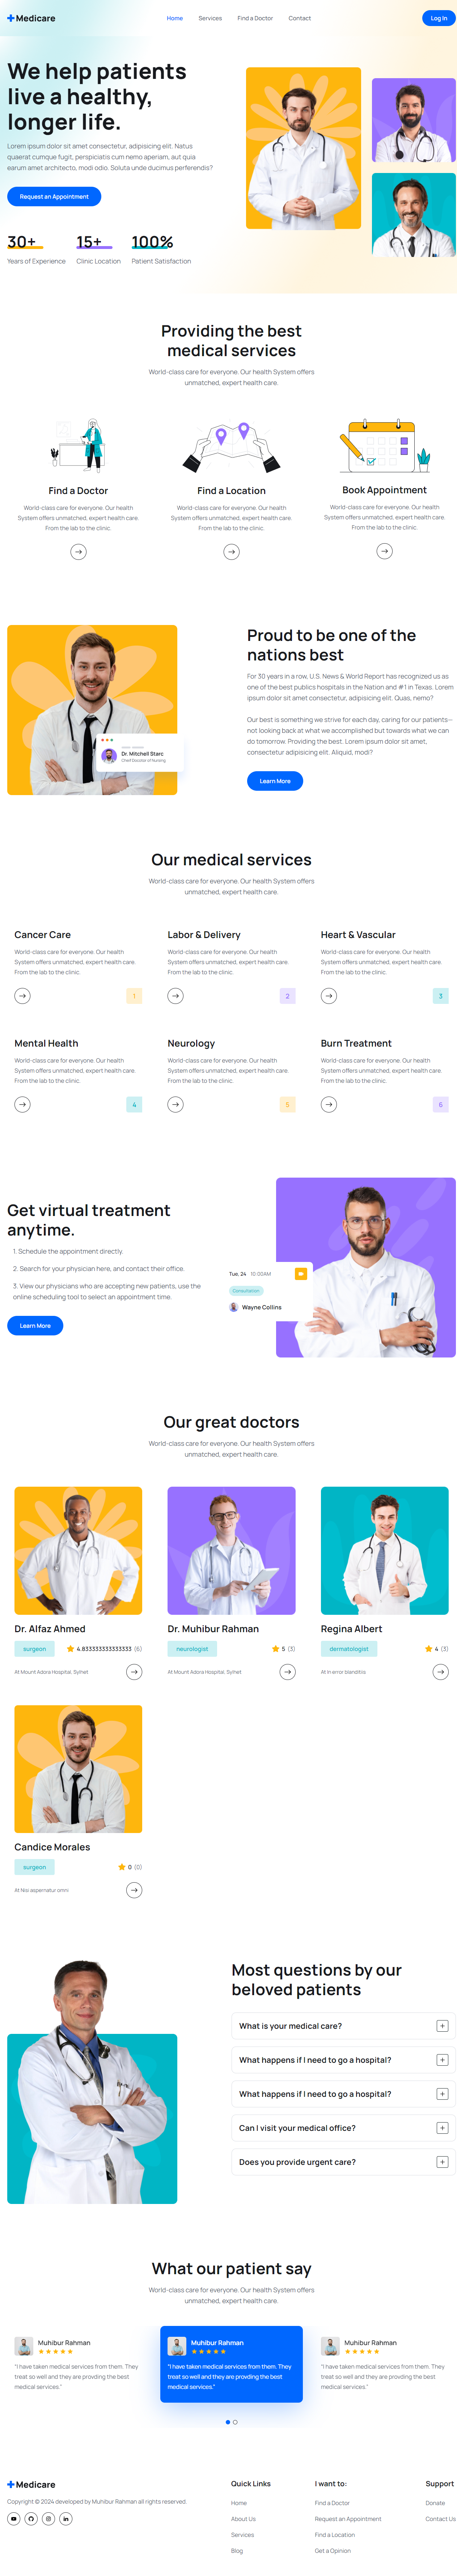 Medicare
Home
Services
Find a Doctor
Contact
Log In
We help patients
live a healthy,
longer life.
Lorem ipsum dolor sit amet consectetur, adipisicing elit. Natus
quaerat cumque fugit, perspiciatis cum nemo aperiam, aut quia
earum amet architecto, modi odio. Soluta unde ducimus perferendis?
Request an Appointment
30+
Years of Experience
15+
Clinic Location
100%
Patient Satisfaction
Providing the best
medical services
World-class care for everyone. Our health System offers
unmatched, expert health care.
Find a Doctor
World-class care for everyone. Our health
System offers unmatched, expert health care.
From the lab to the clinic.
Find a Location
World-class care for everyone. Our health
System offers unmatched, expert health care.
From the lab to the clinic.
Book Appointment
World-class care for everyone. Our health
System offers unmatched, expert health care.
From the lab to the clinic.
Proud to be one of the
nations best
For 30 years in a row, U.S. News & World Report has recognized us as
one of the best publics hospitals in the Nation and #1 in Texas. Lorem
ipsum dolor sit amet consectetur, adipisicing elit. Quas, nemo?
Our best is something we strive for each day, caring for our patients—
not looking back at what we accomplished but towards what we can
do tomorrow. Providing the best. Lorem ipsum dolor sit amet,
consectetur adipisicing elit. Aliquid, modi?
Learn More
Dr. Mitchell Starc
Chief Doctor of Nursing
Our medical services
World-class care for everyone. Our health System offers
unmatched, expert health care.
Cancer Care
World-class care for everyone. Our health
System offers unmatched, expert health care.
From the lab to the clinic.
1
Labor & Delivery
World-class care for everyone. Our health
System offers unmatched, expert health care.
From the lab to the clinic.
2
Heart & Vascular
World-class care for everyone. Our health
System offers unmatched, expert health care.
From the lab to the clinic.
3
Mental Health
World-class care for everyone. Our health
System offers unmatched, expert health care.
From the lab to the clinic.
4
Neurology
World-class care for everyone. Our health
System offers unmatched, expert health care.
From the lab to the clinic.
5
Burn Treatment
World-class care for everyone. Our health
System offers unmatched, expert health care.
From the lab to the clinic.
6
Get virtual treatment
anytime.
1. Schedule the appointment directly.
2. Search for your physician here, and contact their office.
3. View our physicians who are accepting new patients, use the
online scheduling tool to select an appointment time.
Learn More
Tue, 24
10:00AM
Consultation
Wayne Collins
Our great doctors
World-class care for everyone. Our health System offers
unmatched, expert health care.
Dr. Alfaz Ahmed
surgeon
4.833333333333333 (6)
At Mount Adora Hospital, Sylhet
Dr. Muhibur Rahman
neurologist
5 (3)
At Mount Adora Hospital, Sylhet
Regina Albert
dermatologist
4 (3)
At In error blanditiis
Candice Morales
surgeon
0 (0)
At Nisi aspernatur omni
Most questions by our
beloved patients
What is your medical care?
What happens if I need to go a hospital?
What happens if I need to go a hospital?
Can I visit your medical office?
Does you provide urgent care?
What our patient say
World-class care for everyone. Our health System offers
unmatched, expert health care.
Muhibur Rahman
"I have taken medical services from them. They
treat so well and they are providing the best
medical services."
Muhibur Rahman
"I have taken medical services from them. They
treat so well and they are providing the best
medical services."
Muhibur Rahman
"I have taken medical services from them. They
treat so well and they are providing the best
medical services."
Medicare
Copyright © 2024 developed by Muhibur Rahman all rights reserved.
Quick Links
Home
About Us
Services
Blog
I want to:
Find a Doctor
Request an Appointment
Find a Location
Get a Opinion
Support
Donate
Contact Us